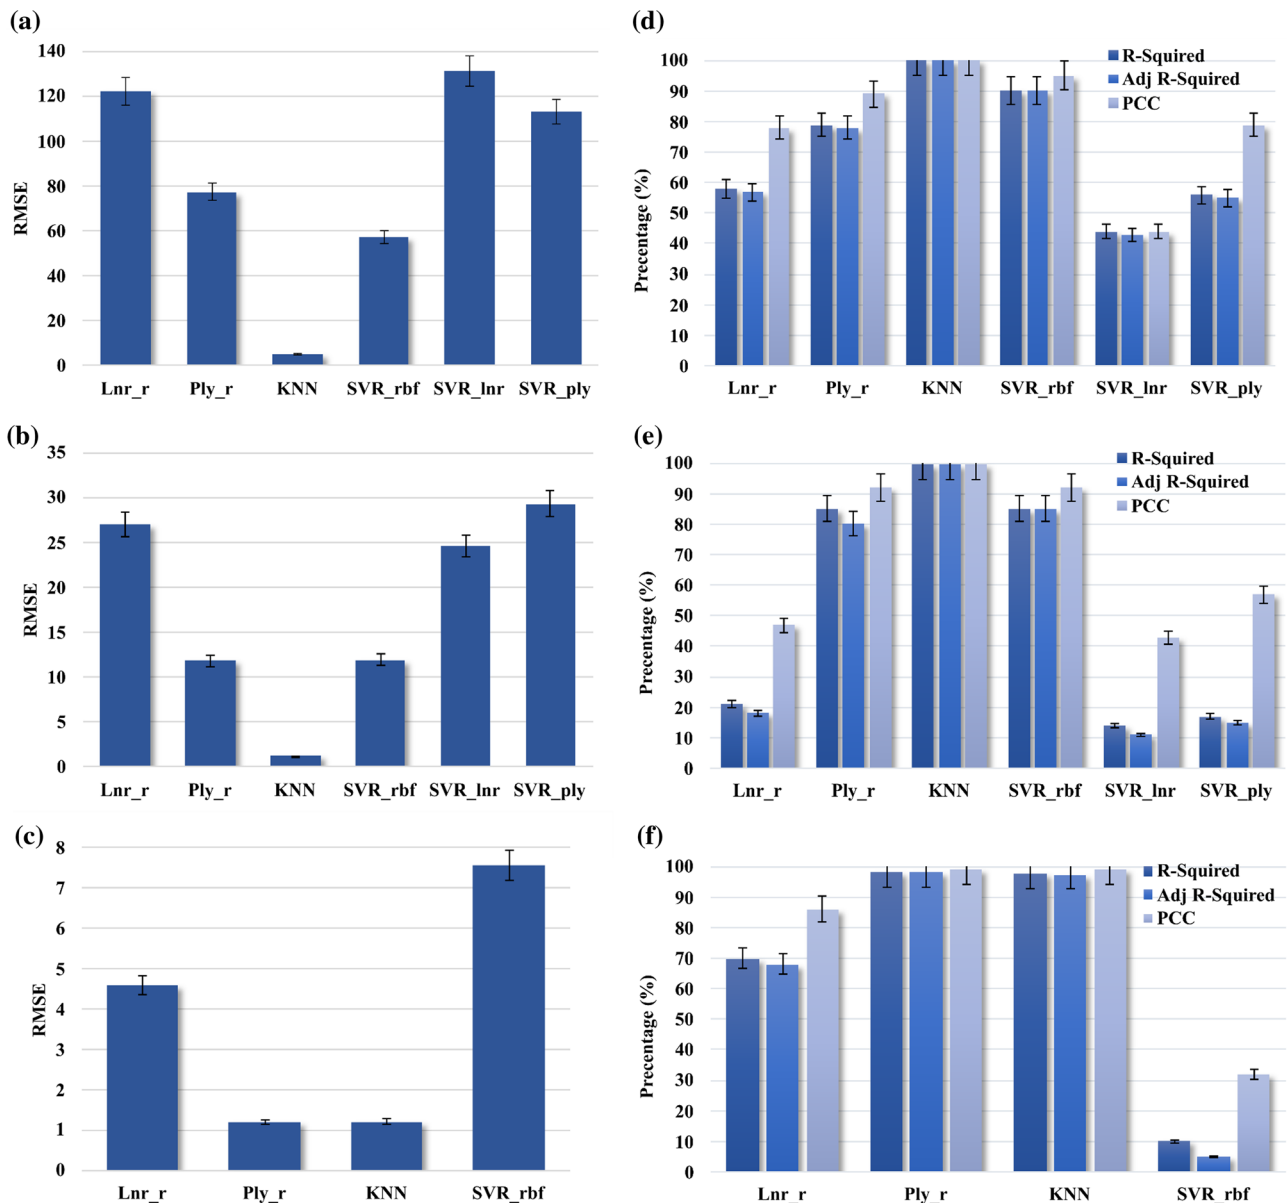 (a)
140
120
100
80
60
40
20
0
RMSE
Lnr_r Ply_r KNN SVR_rbf SVR_lnr SVR_ply
(d)
100
90
80
70
60
50
40
30
20
10
0
Precentage (%)
R-Squired
Adj R-Squired
PCC
Lnr_r Ply_r KNN SVR_rbf SVR_lnr SVR_ply
(b)
35
30
25
20
15
10
5
0
RMSE
Lnr_r Ply_r KNN SVR_rbf SVR_lnr SVR_ply
(e)
100
90
80
70
60
50
40
30
20
10
0
Precentage (%)
R-Squired
Adj R-Squired
PCC
Lnr_r Ply_r KNN SVR_rbf SVR_lnr SVR_ply
(c)
8
7
6
5
4
3
2
1
0
RMSE
Lnr_r Ply_r KNN SVR_rbf
(f)
100
90
80
70
60
50
40
30
20
10
0
Precentage (%)
R-Squired
Adj R-Squired
PCC
Lnr_r Ply_r KNN SVR_rbf